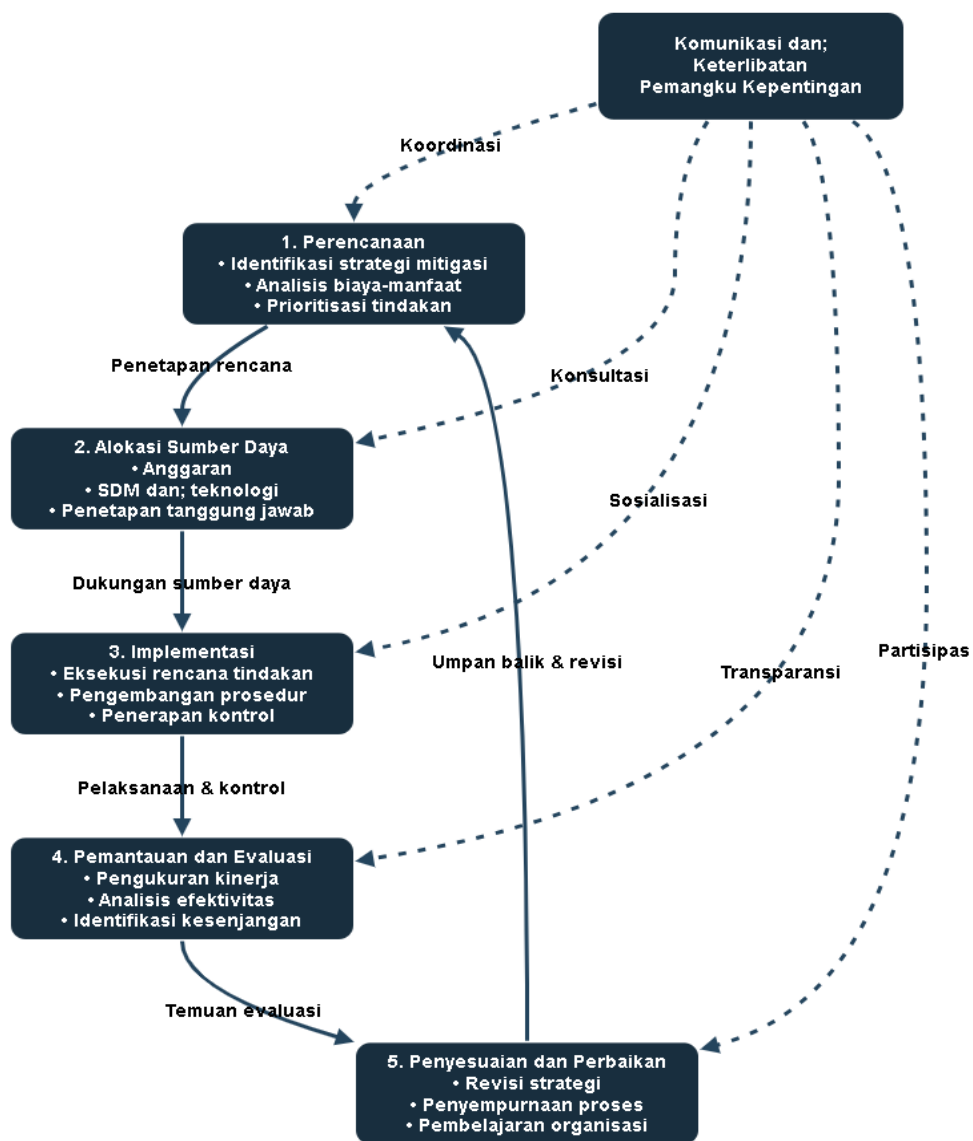 Komunikasi dan;
Keterlibatan
Pemangku Kepentingan
Koordinasi
1. Perencanaan
• Identifikasi strategi mitigasi
• Analisis biaya-manfaat
• Prioritisasi tindakan
Penetapan rencana
Konsultasi
2. Alokasi Sumber Daya
• Anggaran
• SDM dan; teknologi
• Penetapan tanggung jawab
Sosialisasi
Dukungan sumber daya
3. Implementasi
• Eksekusi rencana tindakan
• Pengembangan prosedur
• Penerapan kontrol
Umpan balik & revisi
Transparansi
Partisipas
Pelaksanaan & kontrol
4. Pemantauan dan Evaluasi
• Pengukuran kinerja
• Analisis efektivitas
• Identifikasi kesenjangan
Temuan evaluasi
5. Penyesuaian dan Perbaikan
• Revisi strategi
• Penyempurnaan proses
• Pembelajaran organisasi